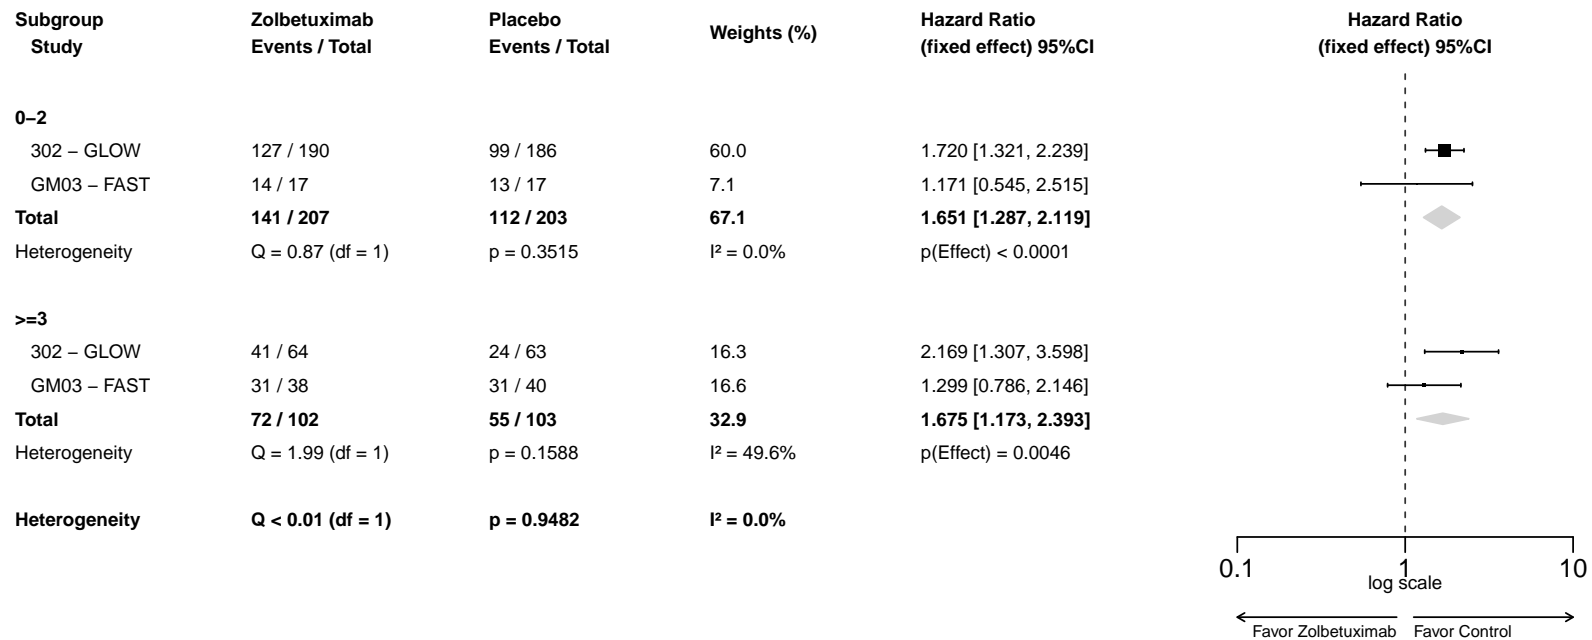 Subgroup Zolbetuximab Placebo Weights (%) Hazard Ratio Hazard Ratio
Study Events / Total Events / Total (fixed effect) 95%CI (fixed effect) 95%CI
0−2
302 − GLOW 127 / 190 99 / 186 60.0 1.720 [1.321, 2.239]
GM03 − FAST 14 / 17 13 / 17 7.1 1.171 [0.545, 2.515]
Total 141 / 207 112 / 203 67.1 1.651 [1.287, 2.119]
Heterogeneity Q = 0.87 (df = 1) p = 0.3515 I² = 0.0% p(Effect) < 0.0001
>=3
302 − GLOW 41 / 64 24 / 63 16.3 2.169 [1.307, 3.598]
GM03 − FAST 31 / 38 31 / 40 16.6 1.299 [0.786, 2.146]
Total 72 / 102 55 / 103 32.9 1.675 [1.173, 2.393]
Heterogeneity Q = 1.99 (df = 1) p = 0.1588 I² = 49.6% p(Effect) = 0.0046
Heterogeneity Q < 0.01 (df = 1) p = 0.9482 I² = 0.0%
0.1 1 10
log scale
Favor Zolbetuximab Favor Control